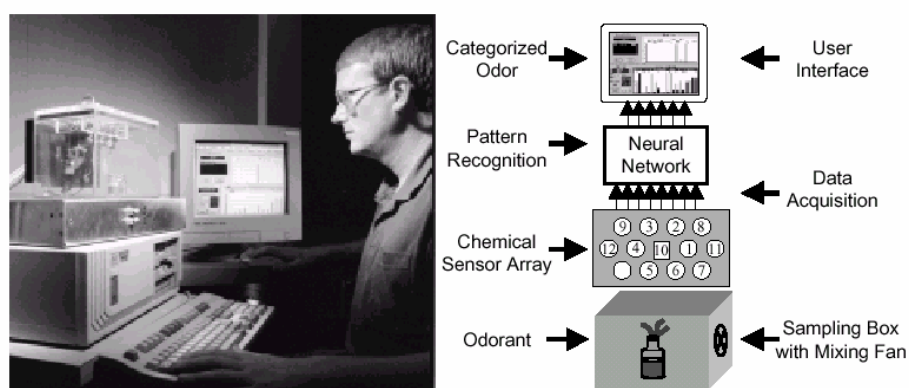 Categorized
Odor
User
Interface
Pattern
Recognition
Neural
Network
Data
Acquisition
Chemical
Sensor Array
9 3 2 8
12 4 10 1 11
5 6 7
Odorant
Sampling Box
with Mixing Fan